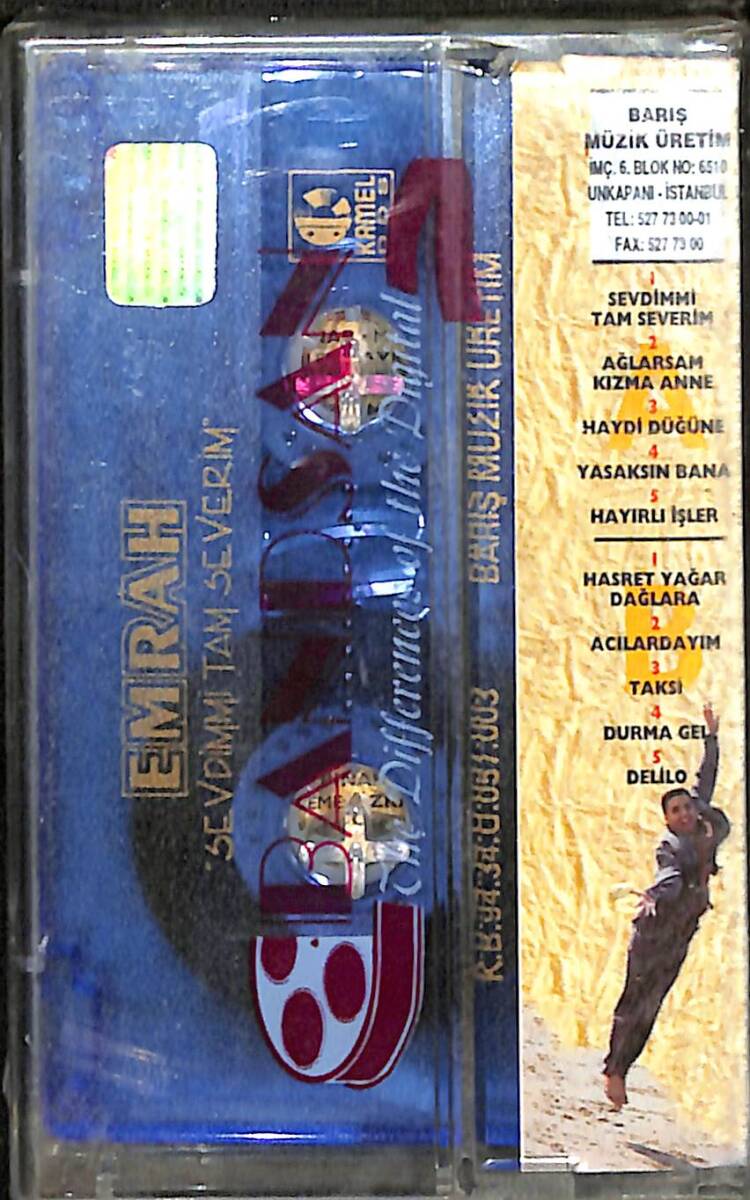 BARIŞ
MÜZİK ÜRETİM
İMÇ. 6. BLOK NO: 6510
UNKAPANI - İSTANBUL
TEL: 527 73 00-01
FAX: 527 73 00
1
SEVDİMMİ
TAM SEVERİM
2
AĞLARSAM
KIZMA ANNE
3
HAYDİ DÜĞÜNE
4
YASAKSIN BANA
5
HAYIRLI İŞLER
A
1
HASRET YAĞAR
DAĞLARA
2
ACILARDAYIM
3
TAKSİ
4
DURMA GEL
5
DELİLO
B
EMRAH
"SEVDİMMİ TAM SEVERİM"
KAMEL
BANDSAN
The Differences of the Digital
BARIŞ MÜZİK ÜRETİM
K.B.94.34.Ü.051.003